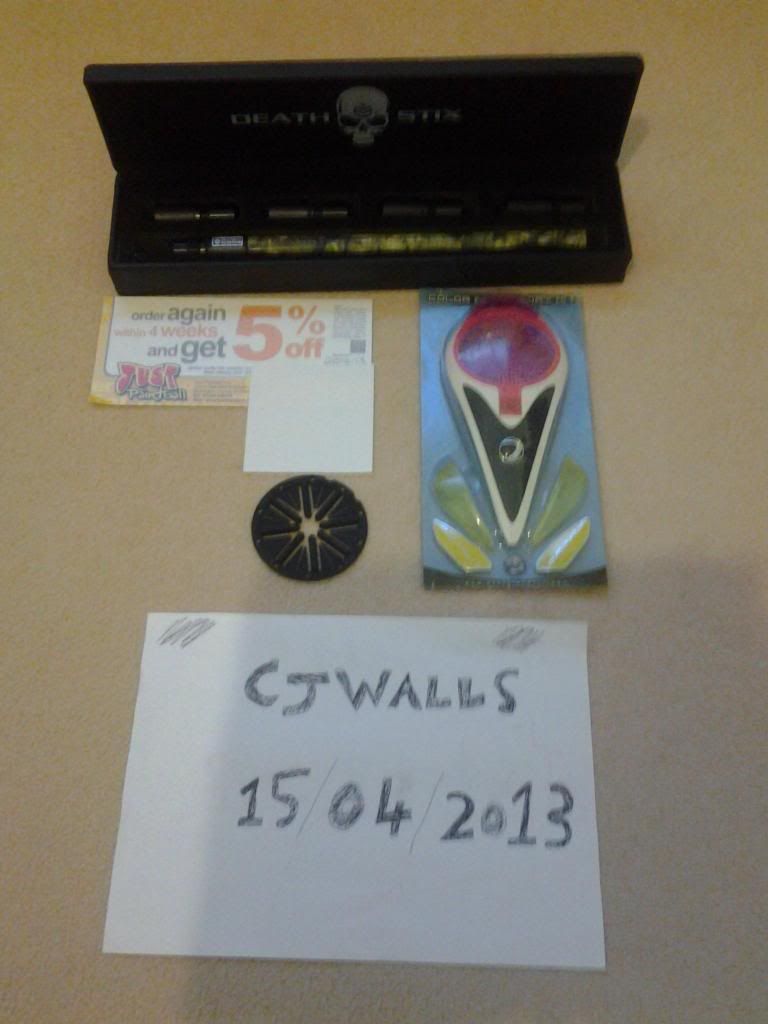 DEATH STIX
order again
within 4 weeks
and get 5% off
JUST
Paintball
CJWALLS
15/04/2013